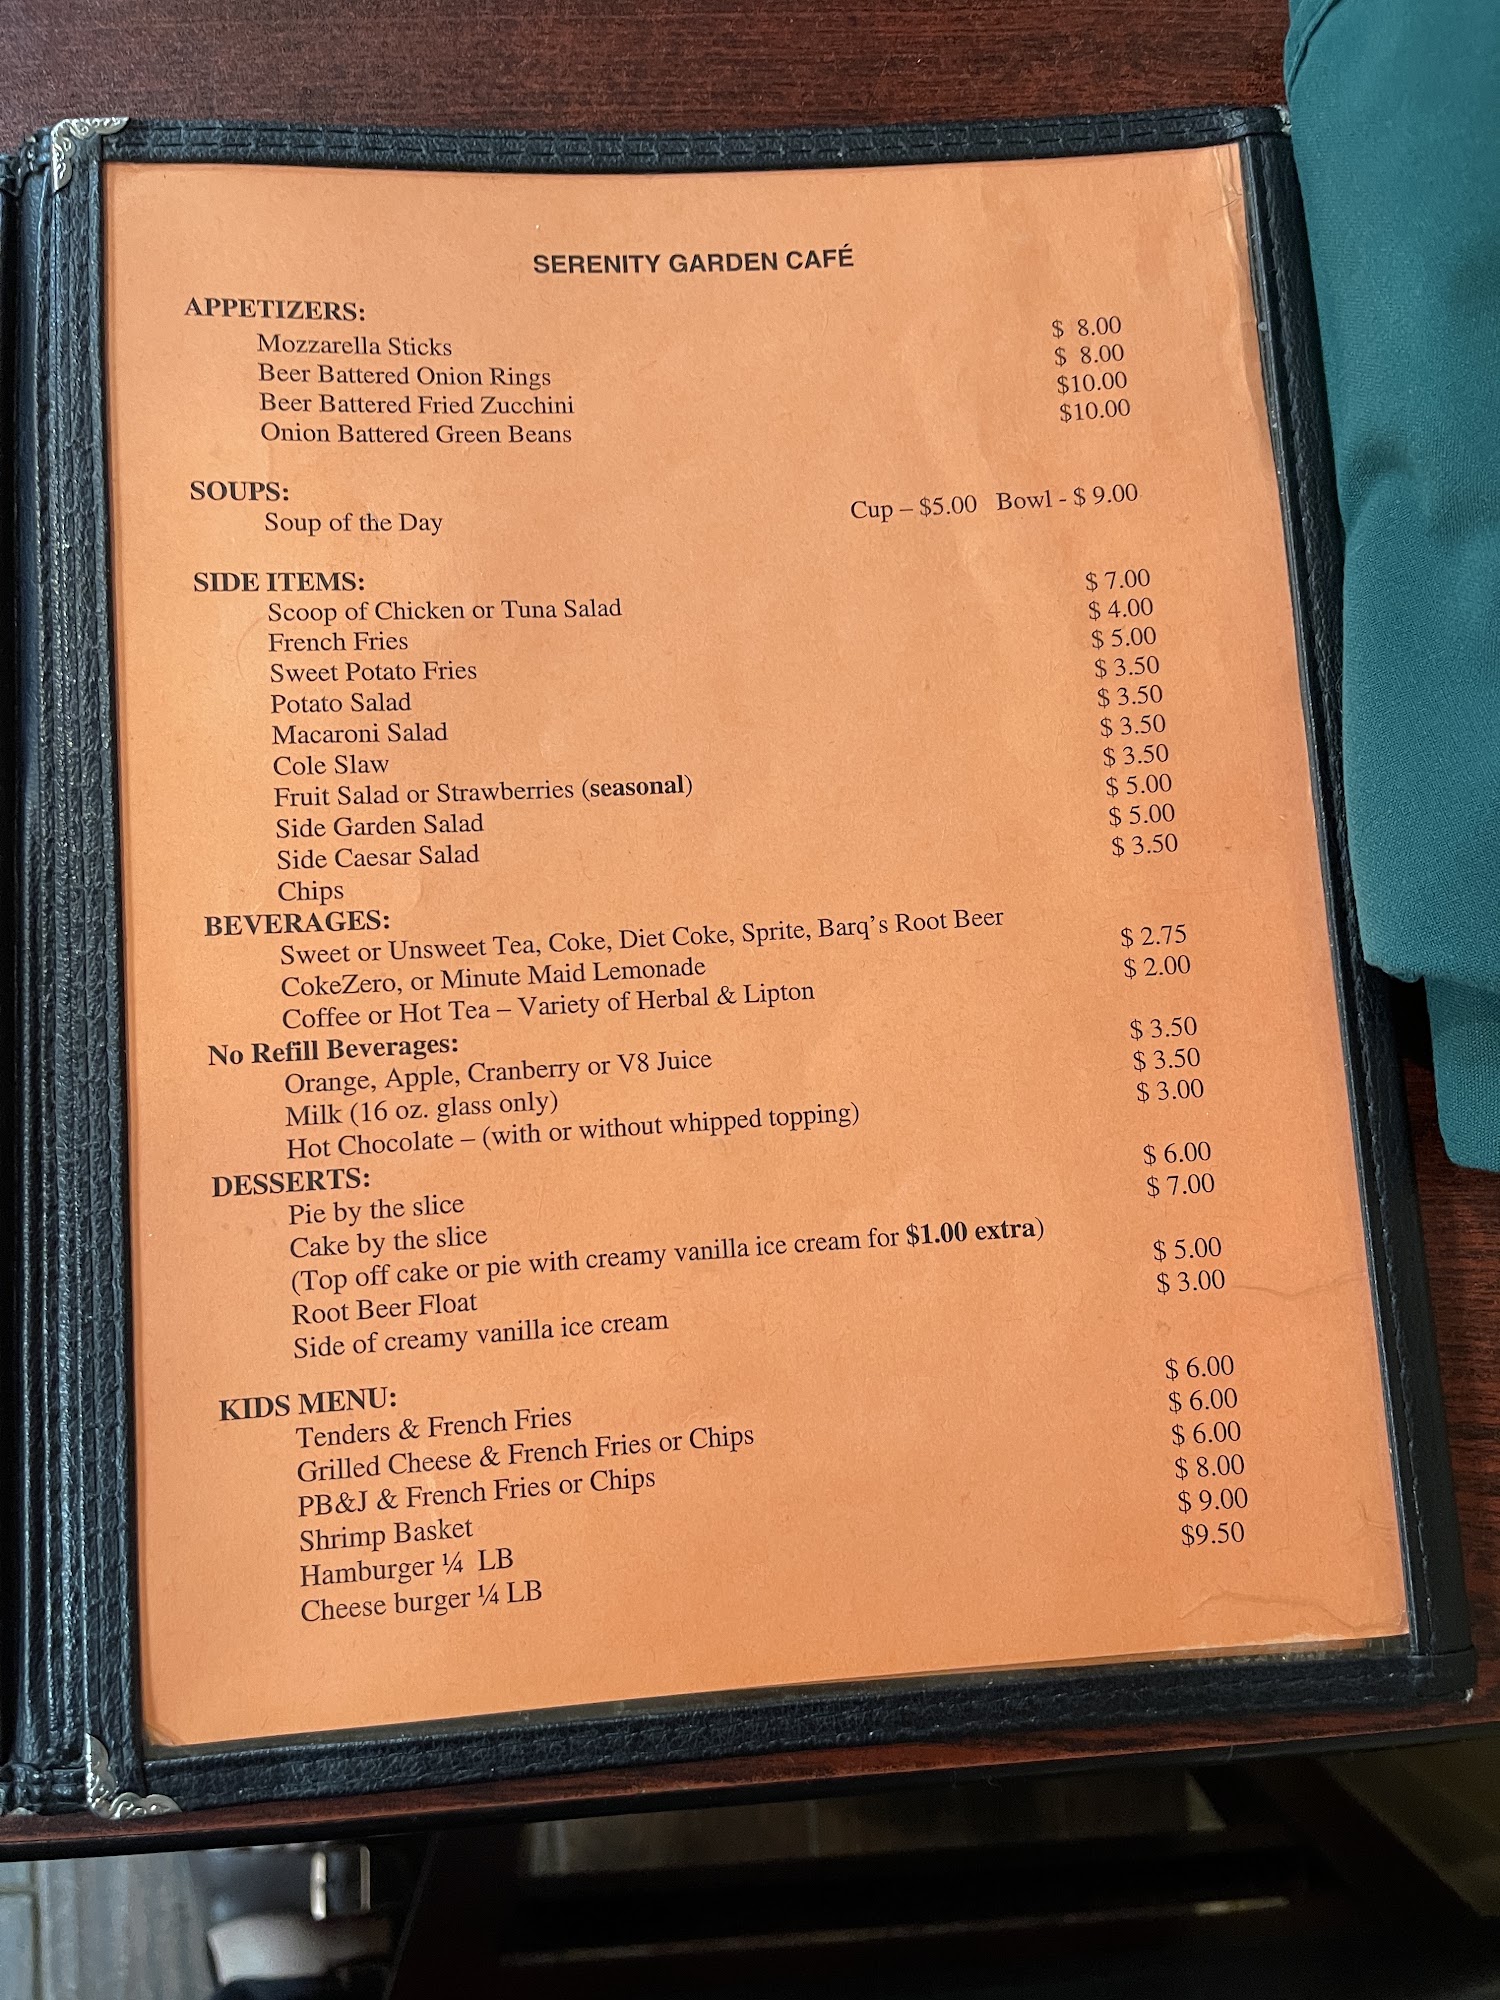 SERENITY GARDEN CAFÉ
APPETIZERS:
Mozzarella Sticks $ 8.00
Beer Battered Onion Rings $ 8.00
Beer Battered Fried Zucchini $10.00
Onion Battered Green Beans $10.00
SOUPS:
Soup of the Day Cup – $5.00 Bowl - $ 9.00
SIDE ITEMS:
Scoop of Chicken or Tuna Salad $ 7.00
French Fries $ 4.00
Sweet Potato Fries $ 5.00
Potato Salad $ 3.50
Macaroni Salad $ 3.50
Cole Slaw $ 3.50
Fruit Salad or Strawberries (seasonal) $ 3.50
Side Garden Salad $ 5.00
Side Caesar Salad $ 5.00
Chips $ 3.50
BEVERAGES:
Sweet or Unsweet Tea, Coke, Diet Coke, Sprite, Barq's Root Beer
CokeZero, or Minute Maid Lemonade $ 2.75
Coffee or Hot Tea – Variety of Herbal & Lipton $ 2.00
No Refill Beverages:
Orange, Apple, Cranberry or V8 Juice $ 3.50
Milk (16 oz. glass only) $ 3.50
Hot Chocolate – (with or without whipped topping) $ 3.00
DESSERTS:
Pie by the slice $ 6.00
Cake by the slice $ 7.00
(Top off cake or pie with creamy vanilla ice cream for $1.00 extra)
Root Beer Float $ 5.00
Side of creamy vanilla ice cream $ 3.00
KIDS MENU:
Tenders & French Fries $ 6.00
Grilled Cheese & French Fries or Chips $ 6.00
PB&J & French Fries or Chips $ 6.00
Shrimp Basket $ 8.00
Hamburger ¼ LB $ 9.00
Cheese burger ¼ LB $9.50